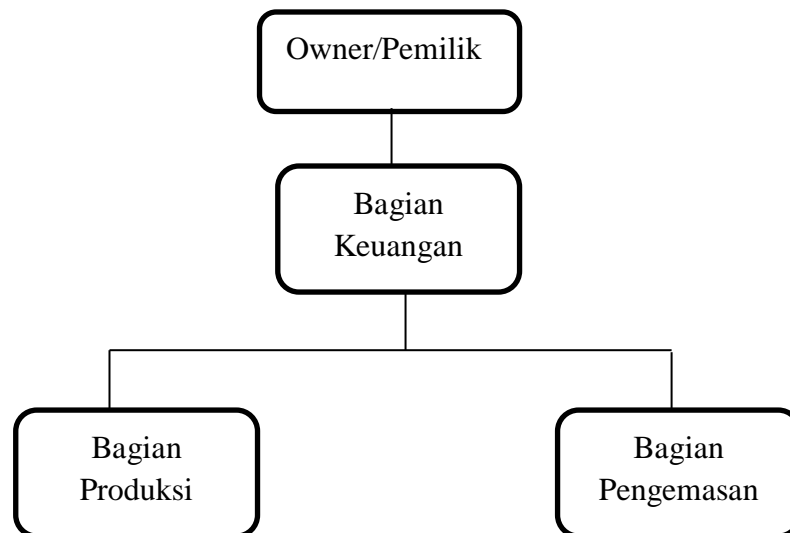 Owner/Pemilik
Bagian
Keuangan
Bagian
Produksi
Bagian
Pengemasan